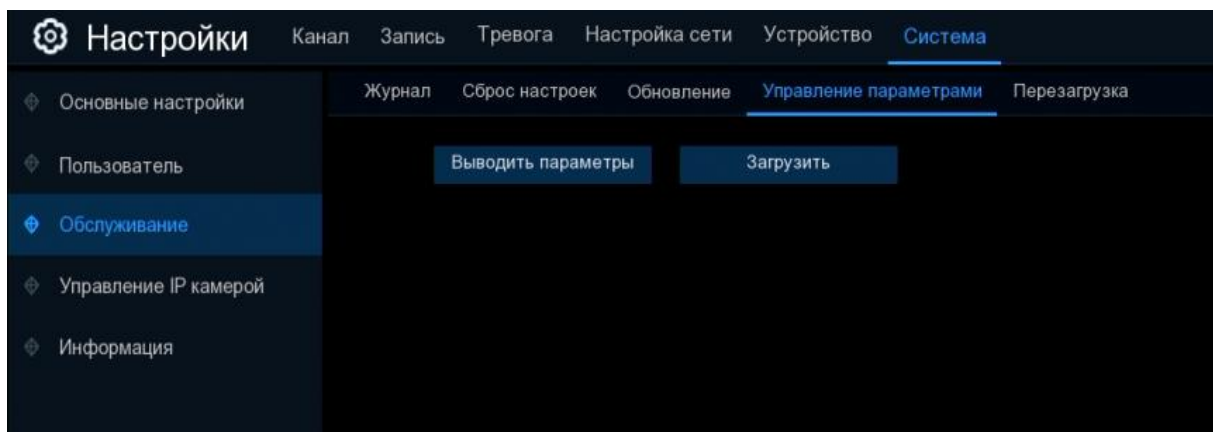 Настройки Канал Запись Тревога Настройка сети Устройство Система
Основные настройки
Пользователь
Обслуживание
Управление IP камерой
Информация
Журнал Сброс настроек Обновление Управление параметрами Перезагрузка
Выводить параметры Загрузить